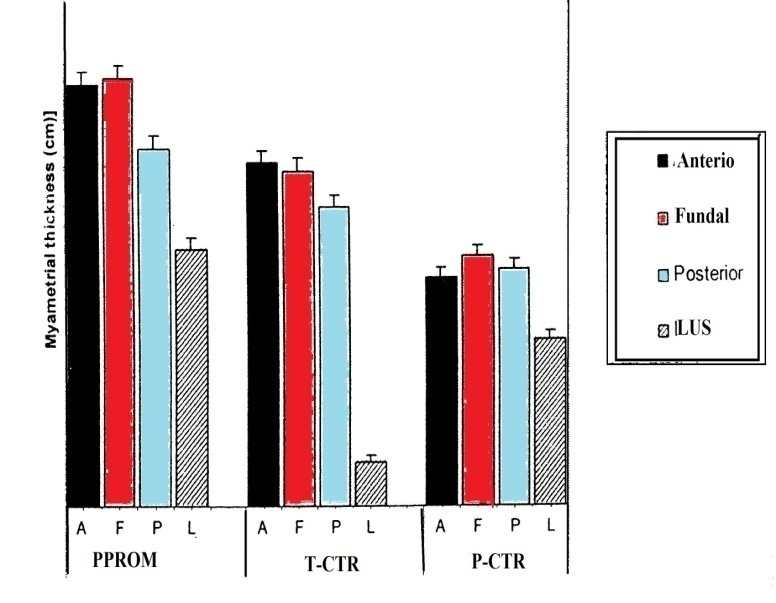 Myametrial thickness (cm)]
A F P L
A F P L
A F P L
PPROM
T-CTR
P-CTR
Anterio
Fundal
Posterior
LUS